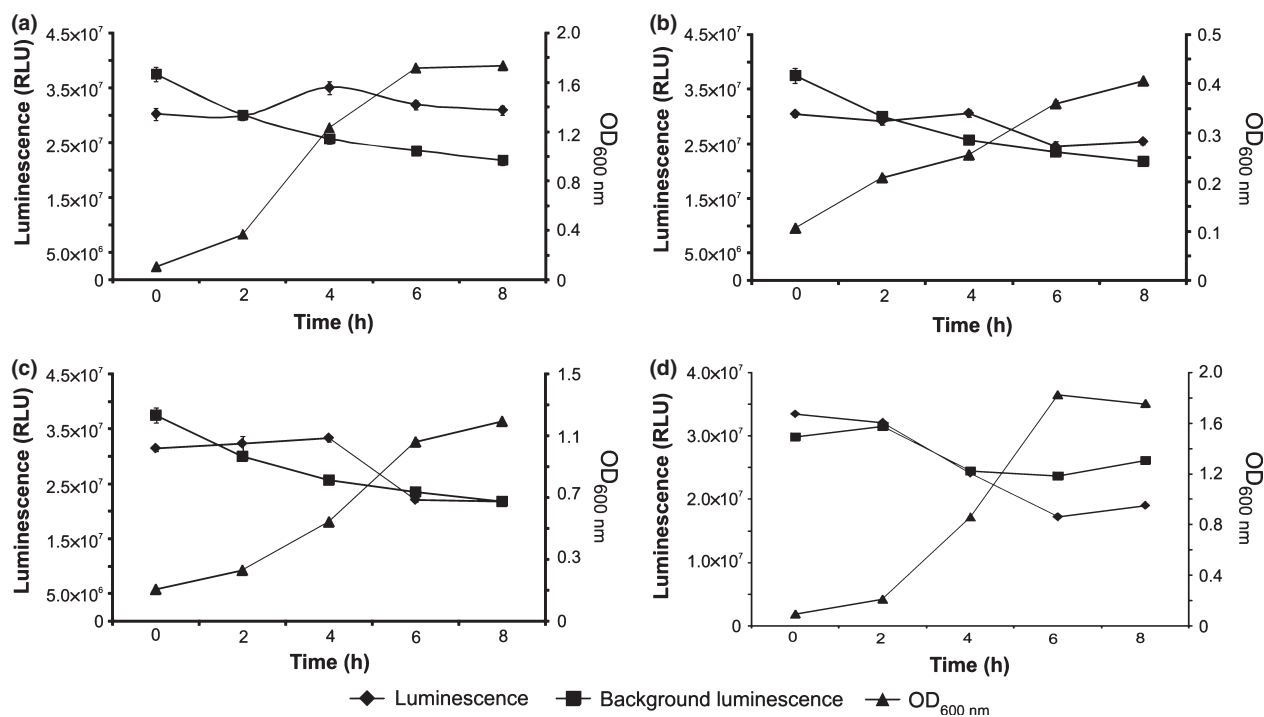 (a)
Luminescence (RLU)
4.5×10⁷
3.5×10⁷
2.5×10⁷
1.5×10⁷
5.0×10⁶
0
2.0
1.6
1.2
0.8
0.4
0
OD600 nm
0 2 4 6 8
Time (h)
(b)
Luminescence (RLU)
4.5×10⁷
3.5×10⁷
2.5×10⁷
1.5×10⁷
5.0×10⁶
0
0.5
0.4
0.3
0.2
0.1
0
OD600 nm
0 2 4 6 8
Time (h)
(c)
Luminescence (RLU)
4.5×10⁷
3.5×10⁷
2.5×10⁷
1.5×10⁷
5.0×10⁶
0
1.5
1.1
0.7
0.3
0
OD600 nm
0 2 4 6 8
Time (h)
(d)
Luminescence (RLU)
4.0×10⁷
3.0×10⁷
2.0×10⁷
1.0×10⁷
0
2.0
1.6
1.2
0.8
0.4
0
OD600 nm
0 2 4 6 8
Time (h)
Luminescence Background luminescence OD600 nm